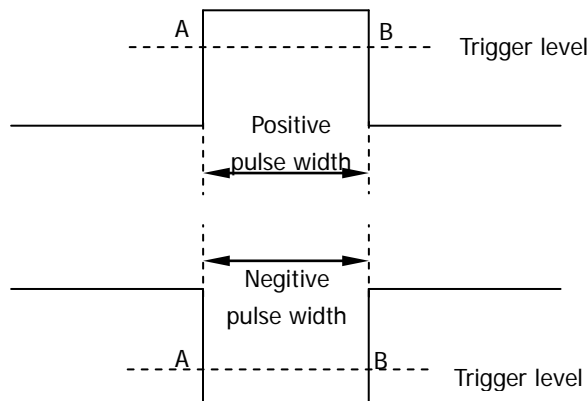 A B
Trigger level
Positive
pulse width
Negitive
pulse width
A B
Trigger level